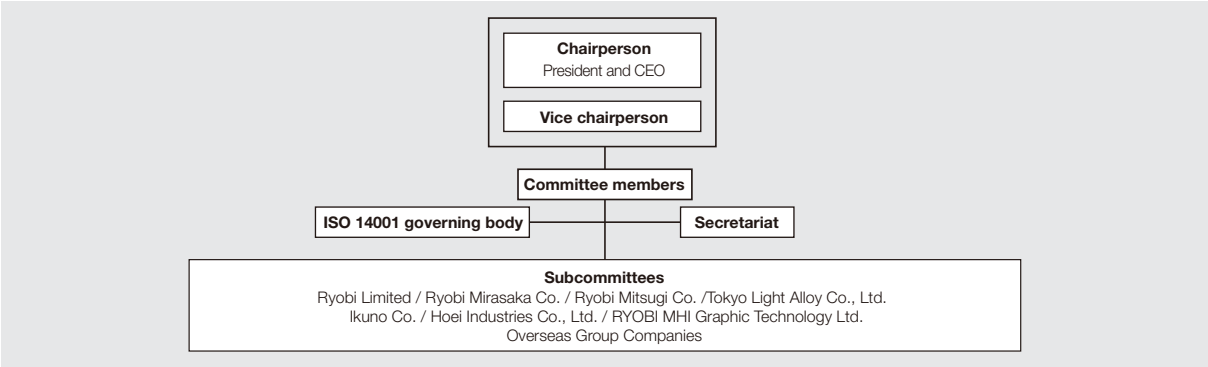 Chairperson
President and CEO
Vice chairperson
Committee members
ISO 14001 governing body
Secretariat
Subcommittees
Ryobi Limited / Ryobi Mirasaka Co. / Ryobi Mitsugi Co. /Tokyo Light Alloy Co., Ltd.
Ikuno Co. / Hoei Industries Co., Ltd. / RYOBI MHI Graphic Technology Ltd.
Overseas Group Companies